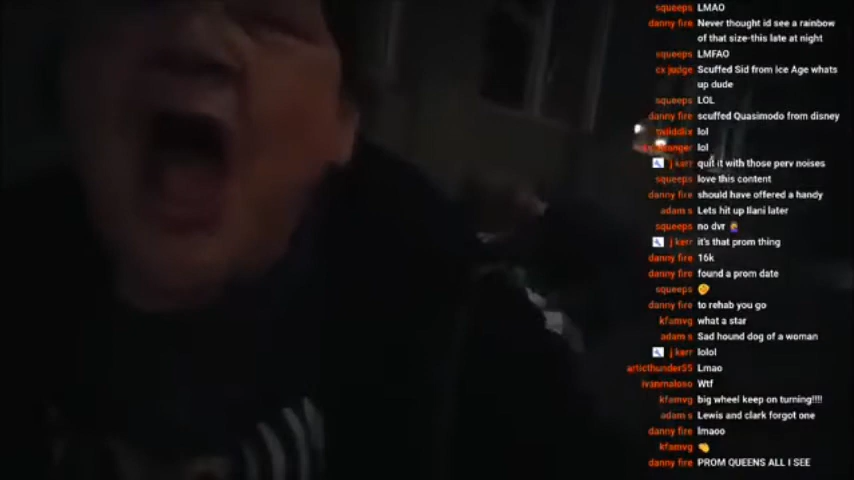 squeeps LMAO
danny fire Never thought id see a rainbow
of that size-this late at night
squeeps LMFAO
cx judge Scuffed Sid from Ice Age whats
up dude
squeeps LOL
danny fire scuffed Quasimodo from disney
lol
lol
j kerr quit it with those perv noises
squeeps love this content
danny fire should have offered a handy
adam s Lets hit up Ilani later
squeeps no dvr 🤦
j kerr it's that prom thing
danny fire 16k
danny fire found a prom date
squeeps
danny fire to rehab you go
kfamvg what a star
adam s Sad hound dog of a woman
j kerr lolol
articthunder55 Lmao
ivanmaloso Wtf
kfamvg big wheel keep on turning!!!!
adam s Lewis and clark forgot one
danny fire lmaoo
kfamvg 👏
danny fire PROM QUEENS ALL I SEE